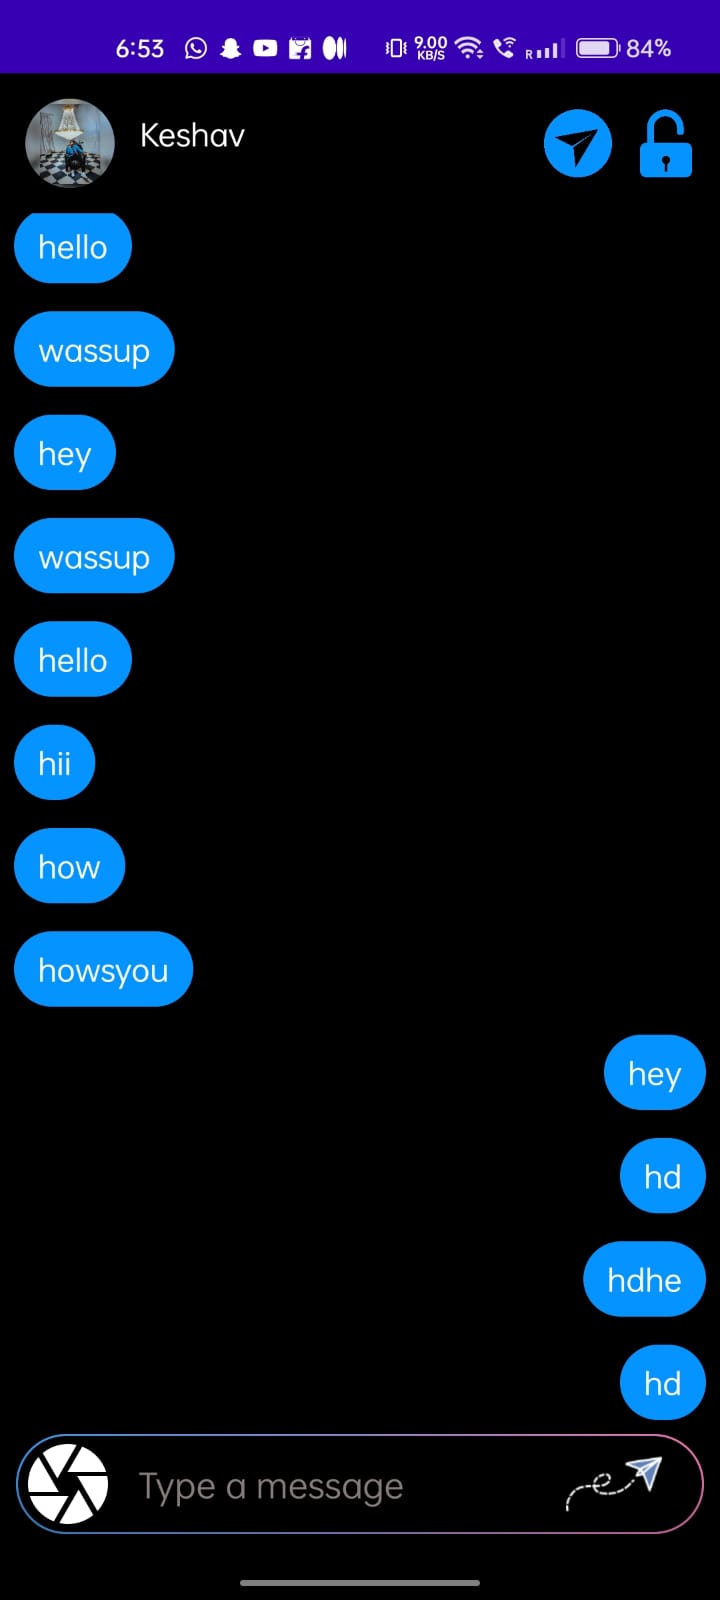 6:53 9.00 KB/S R 84%
Keshav
hello
wassup
hey
wassup
hello
hii
how
howsyou
hey
hd
hdhe
hd
Type a message